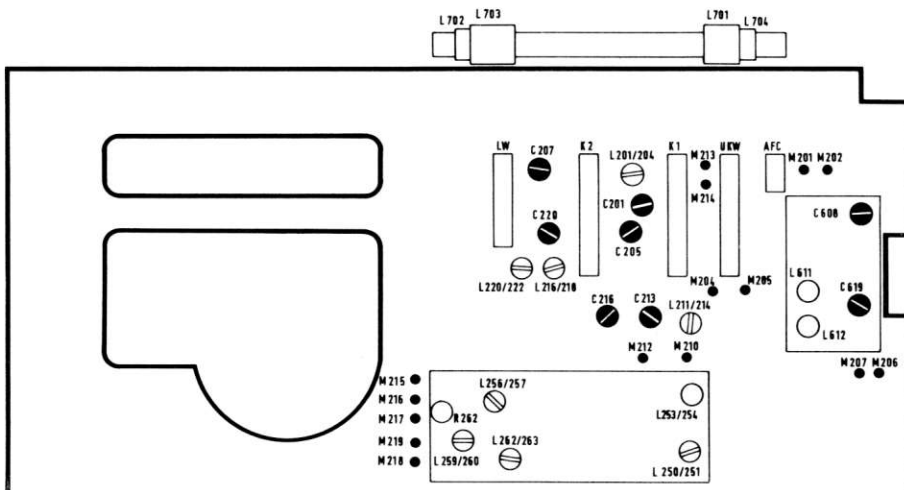 L702 L703 L701 L704
LW C207 K2 L201/204 K1 M213 UKW AFC M201 M202
M214
C201 C608
C220 C205
L220/222 L216/218 M204 M205 L611 C619
C216 C213 L211/214
L612
M212 M210
M207 M206
M215 L256/257
M216
M217 R262 L253/254
M219 L262/263
M218 L259/260 L250/251